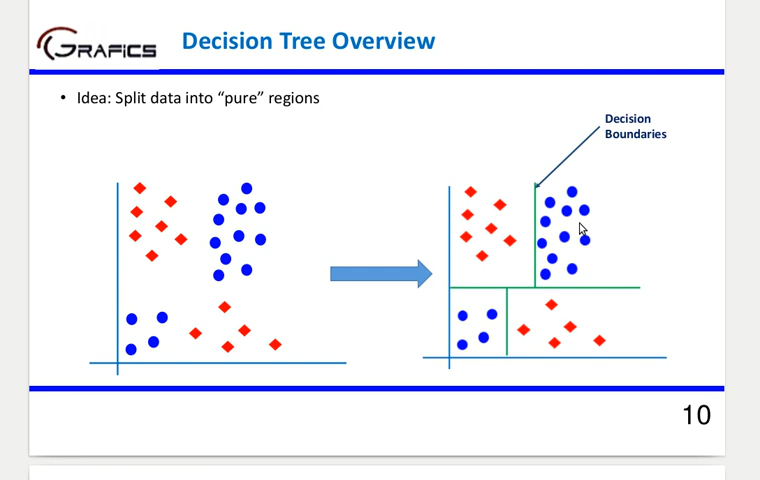 GRAFICS
Decision Tree Overview
• Idea: Split data into “pure” regions
Decision
Boundaries
10